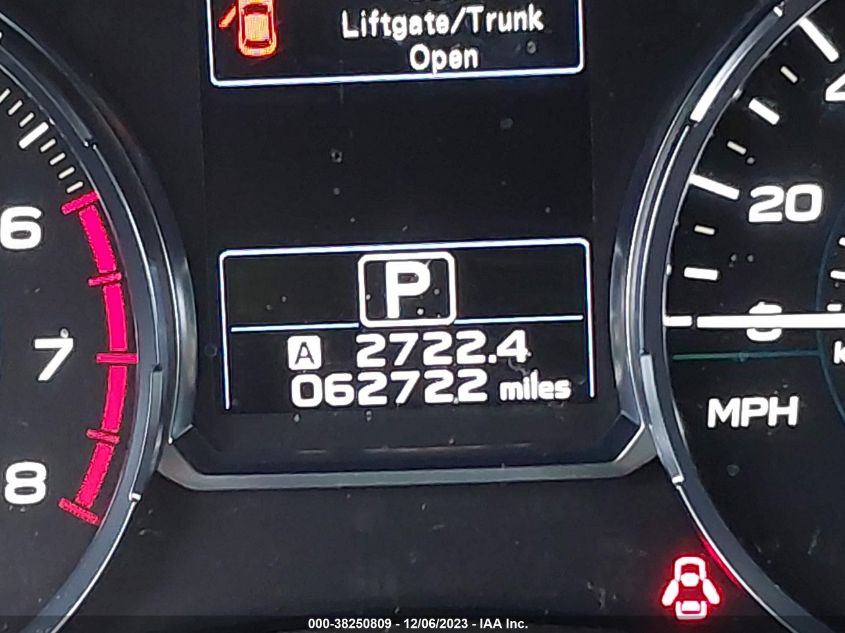 Liftgate/Trunk
Open
6
7
8
P
A 2722.4
062722 miles
20
4
MPH
000-38250809 - 12/06/2023 - IAA Inc.